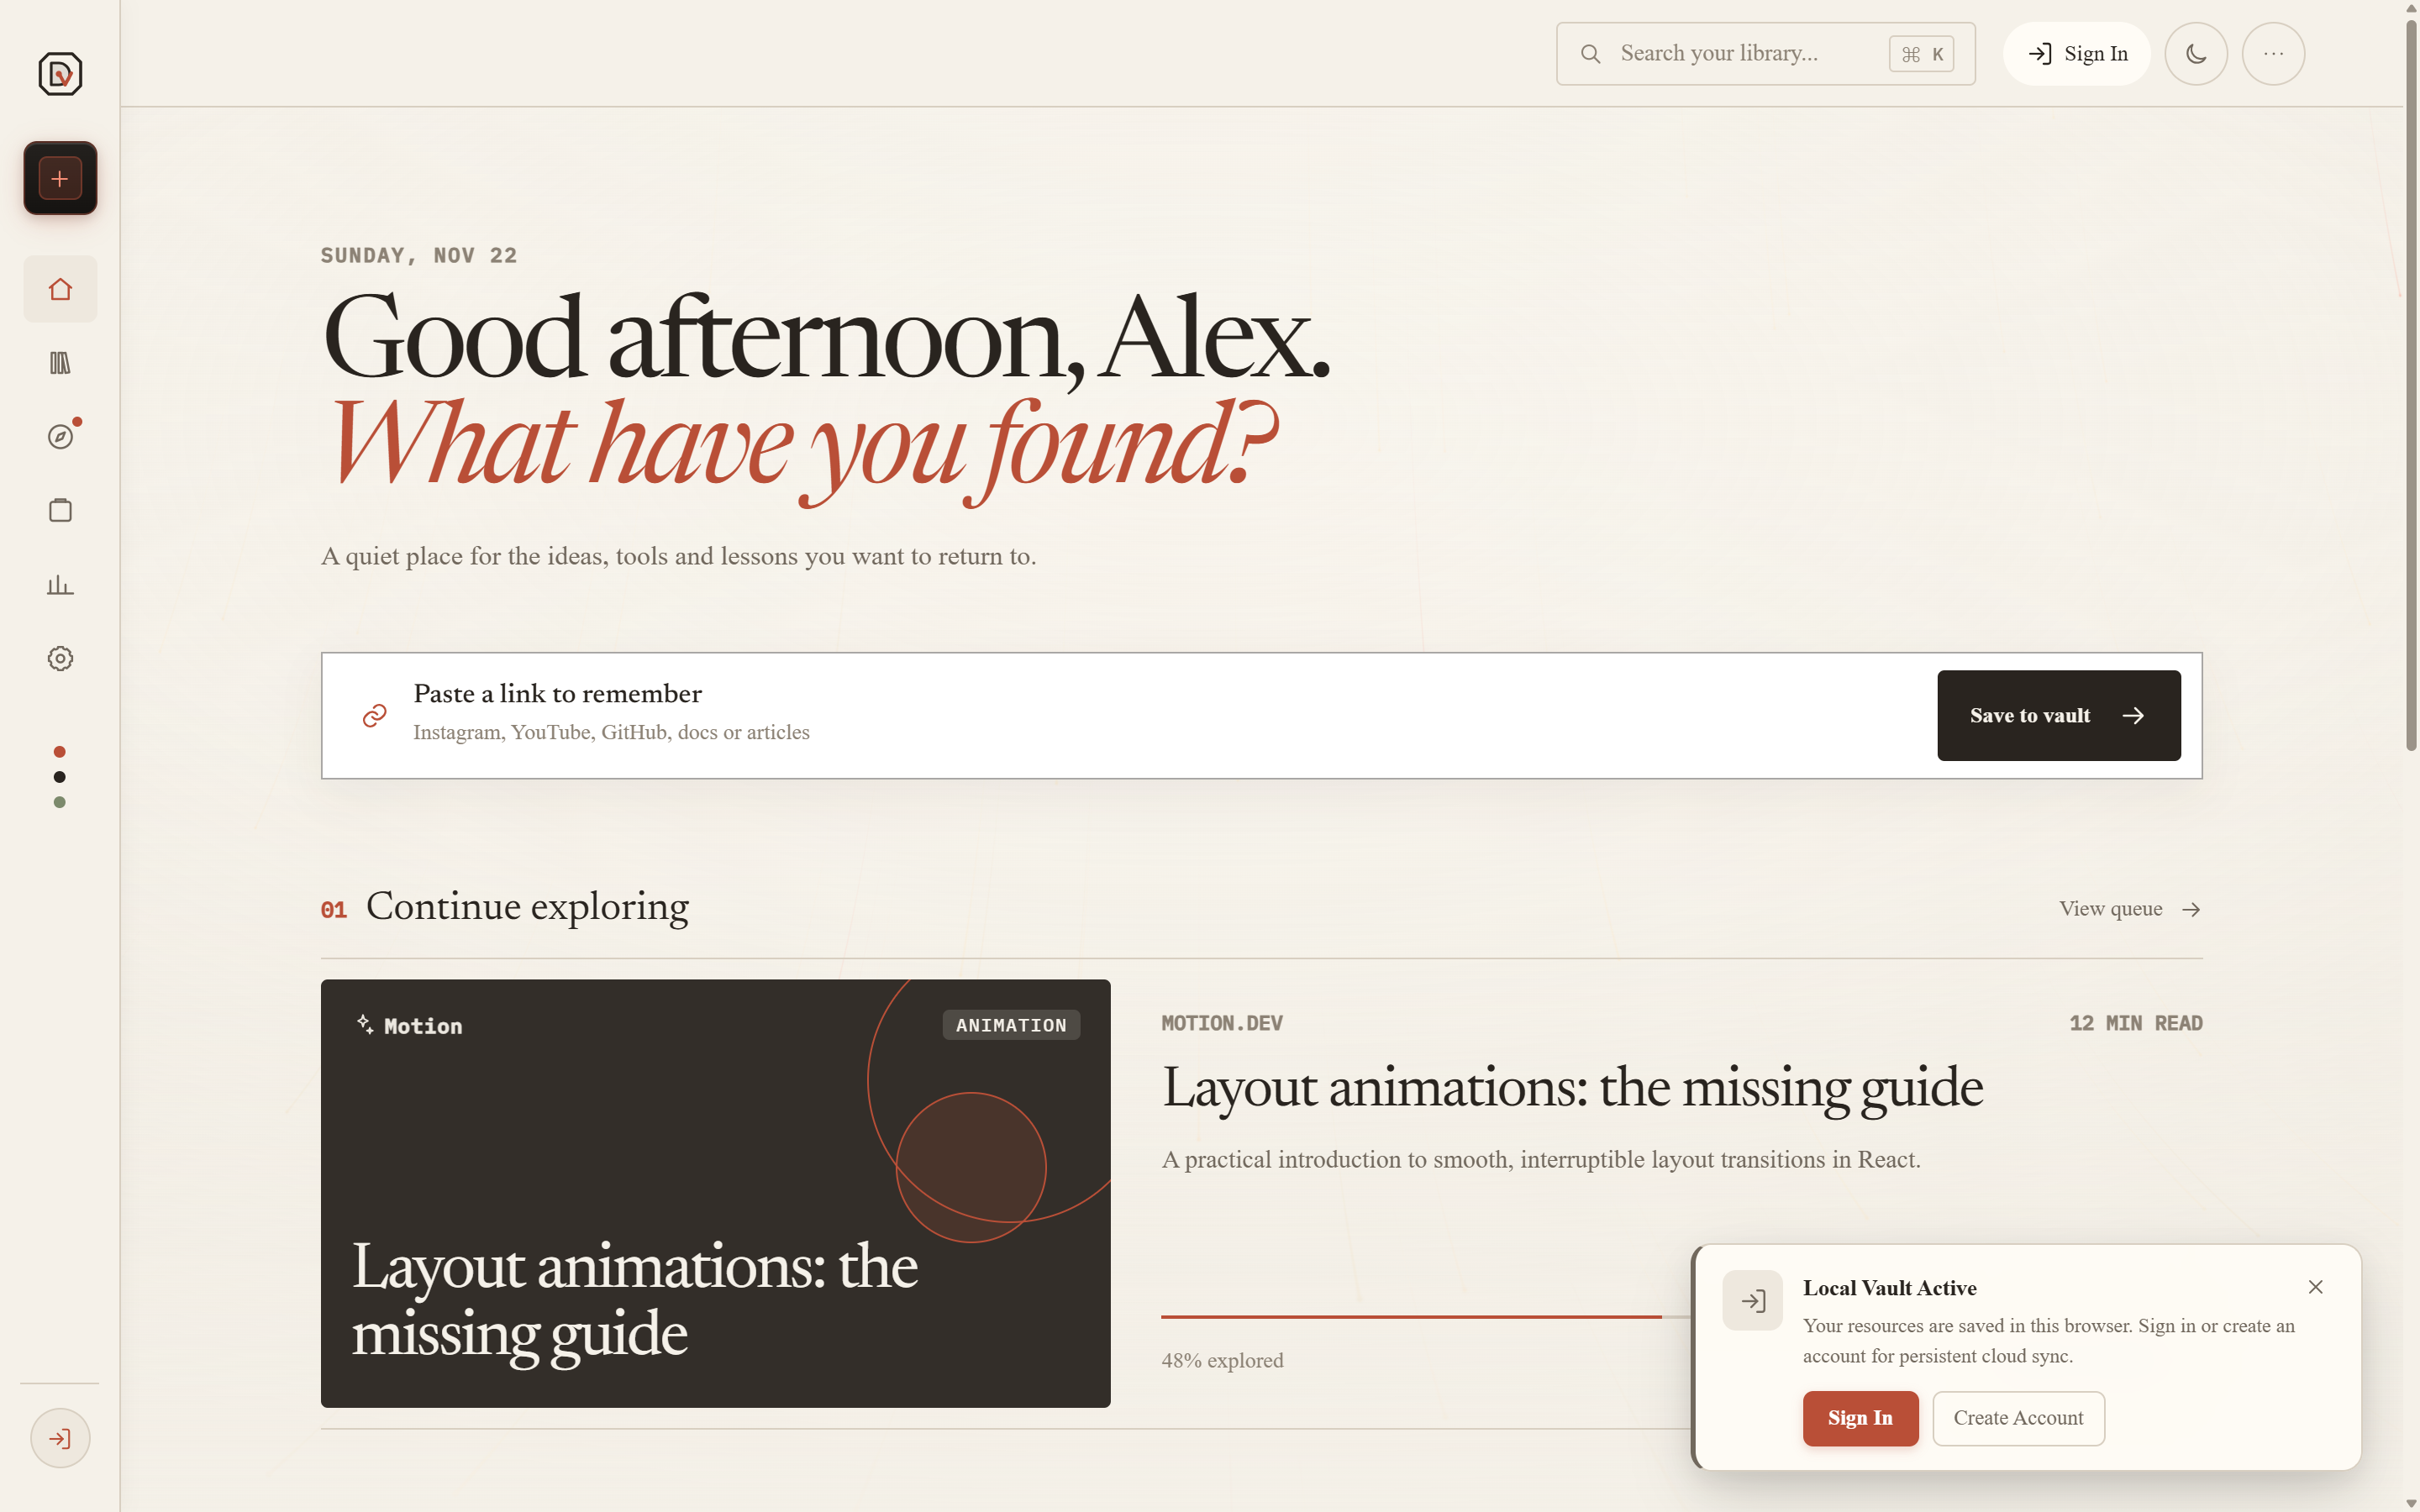 Search your library...
⌘ K
Sign In
SUNDAY, NOV 22
Good afternoon, Alex.
What have you found?
A quiet place for the ideas, tools and lessons you want to return to.
Paste a link to remember
Instagram, YouTube, GitHub, docs or articles
Save to vault
01 Continue exploring
View queue
Motion
ANIMATION
Layout animations: the
missing guide
MOTION.DEV
12 MIN READ
Layout animations: the missing guide
A practical introduction to smooth, interruptible layout transitions in React.
48% explored
Local Vault Active
Your resources are saved in this browser. Sign in or create an
account for persistent cloud sync.
Sign In
Create Account